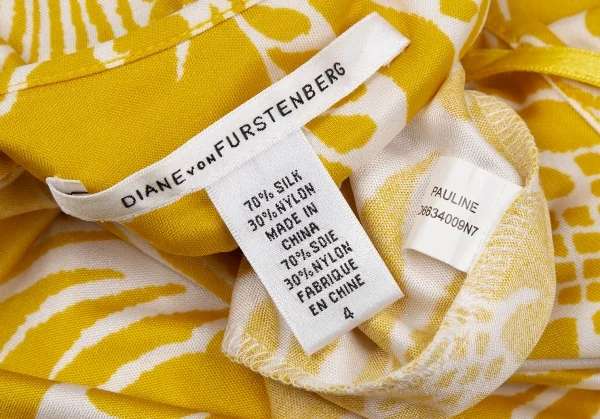 DIANE VON FURSTENBERG
70% SILK
30% NYLON
MADE IN
CHINA
70% SOIE
30% NYLON
FABRIQUE
EN CHINE
4
PAULINE
D6634009N7